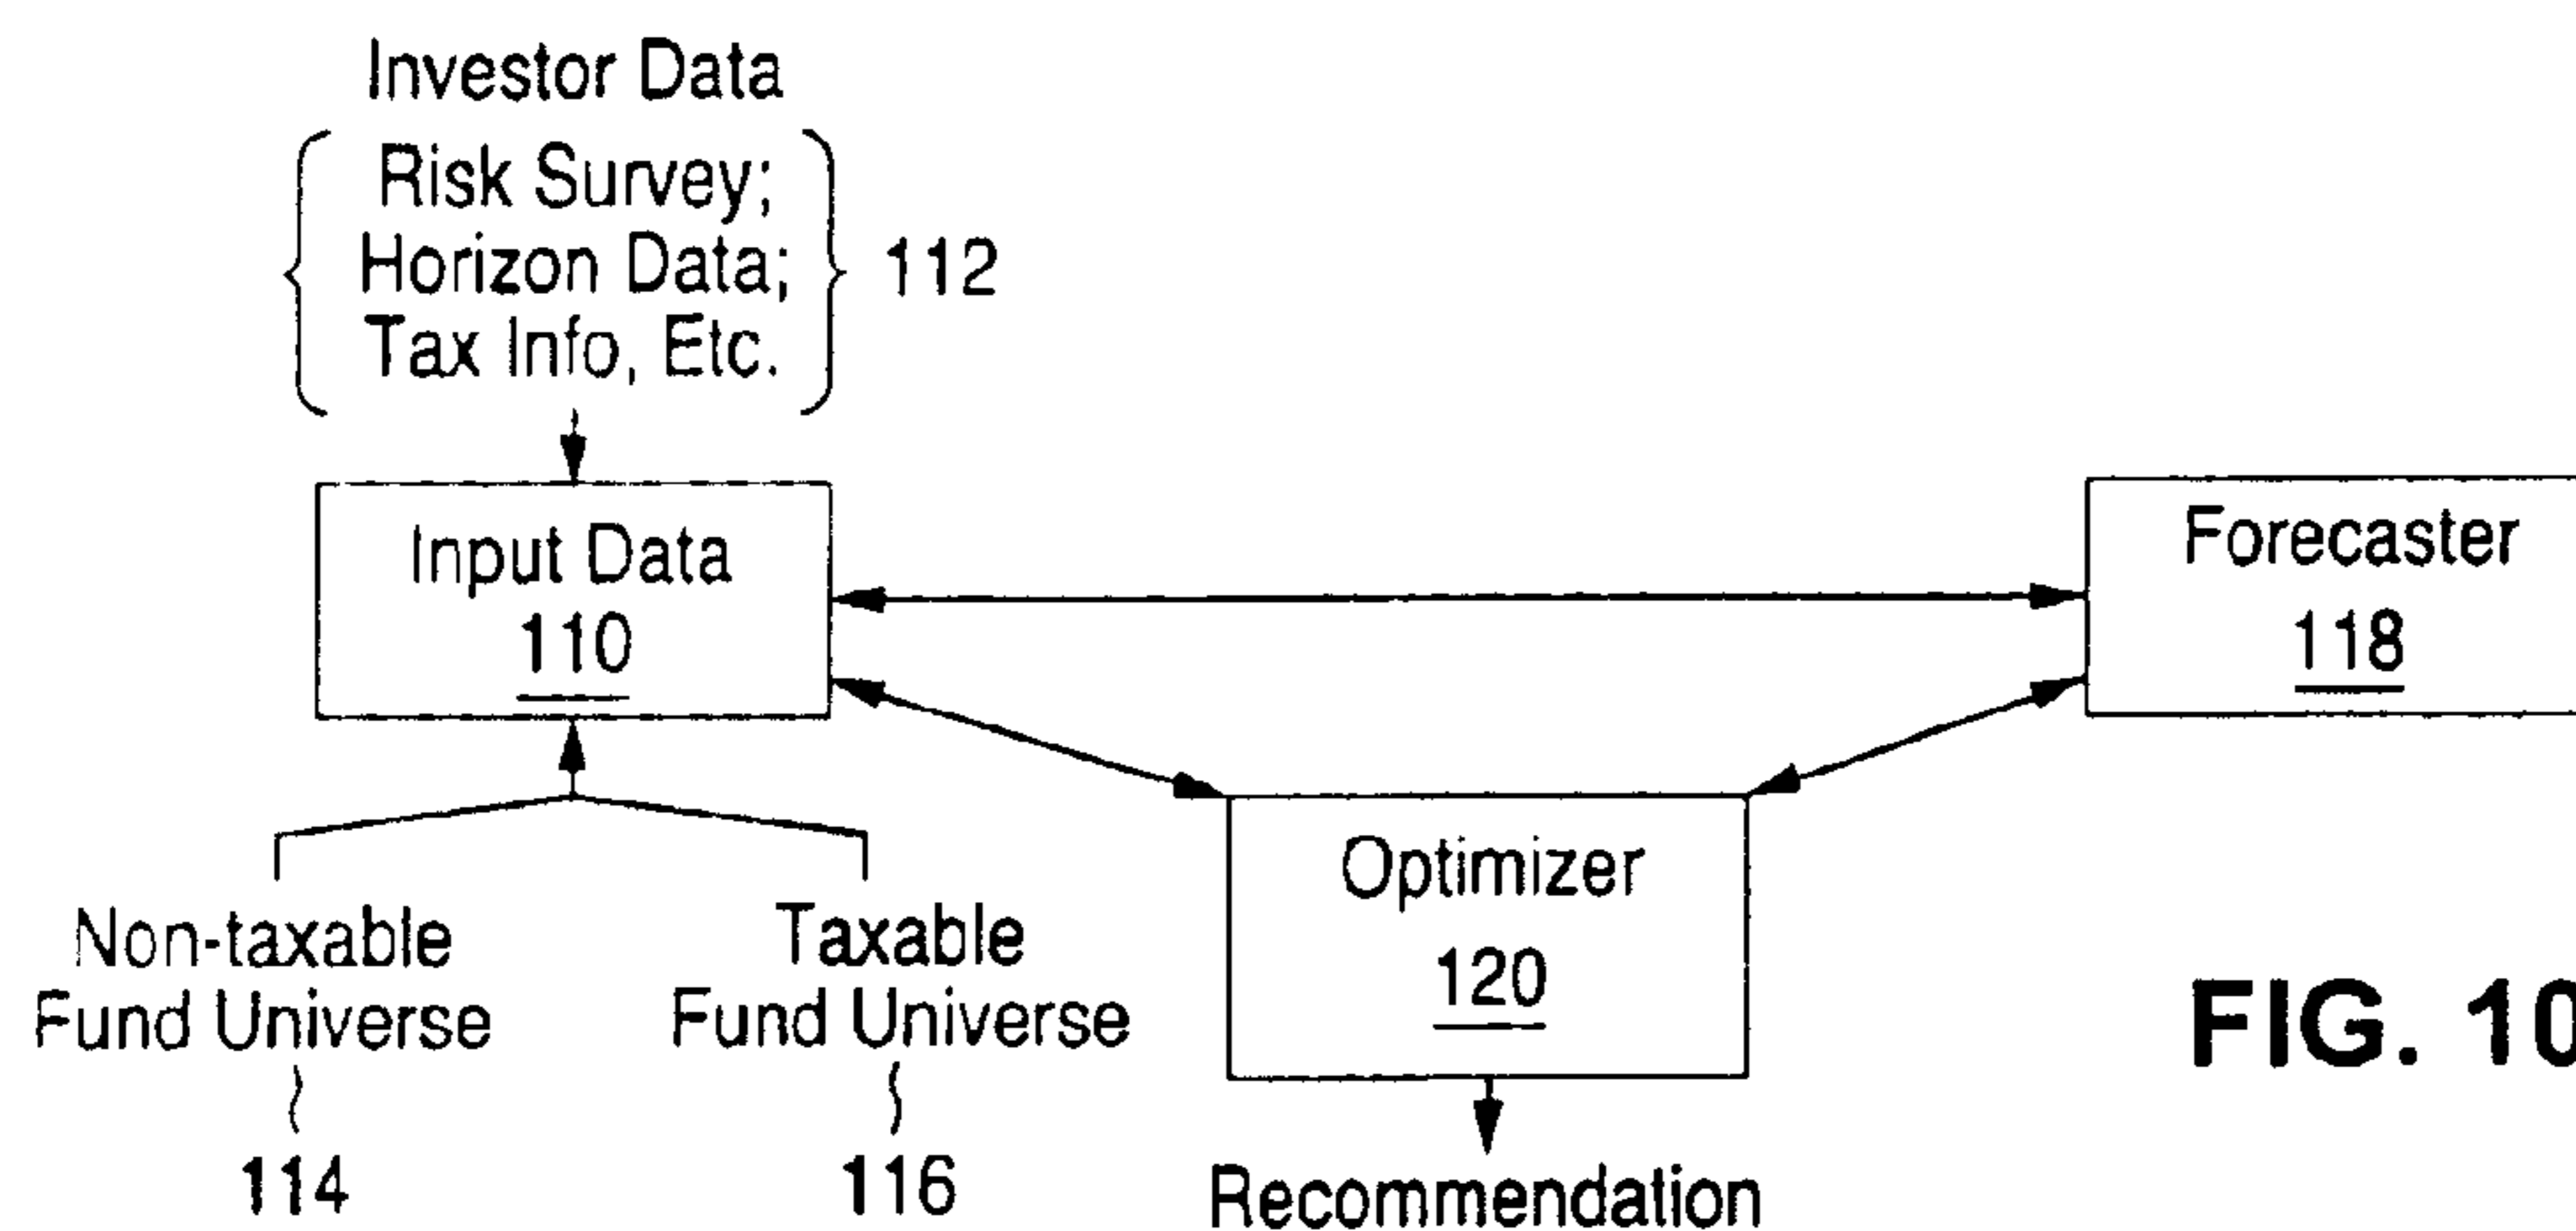 Investor Data
Risk Survey;
Horizon Data;
Tax Info, Etc.
112
Input Data
110
Forecaster
118
Non-taxable
Fund Universe
114
Taxable
Fund Universe
116
Optimizer
120
Recommendation
FIG. 10